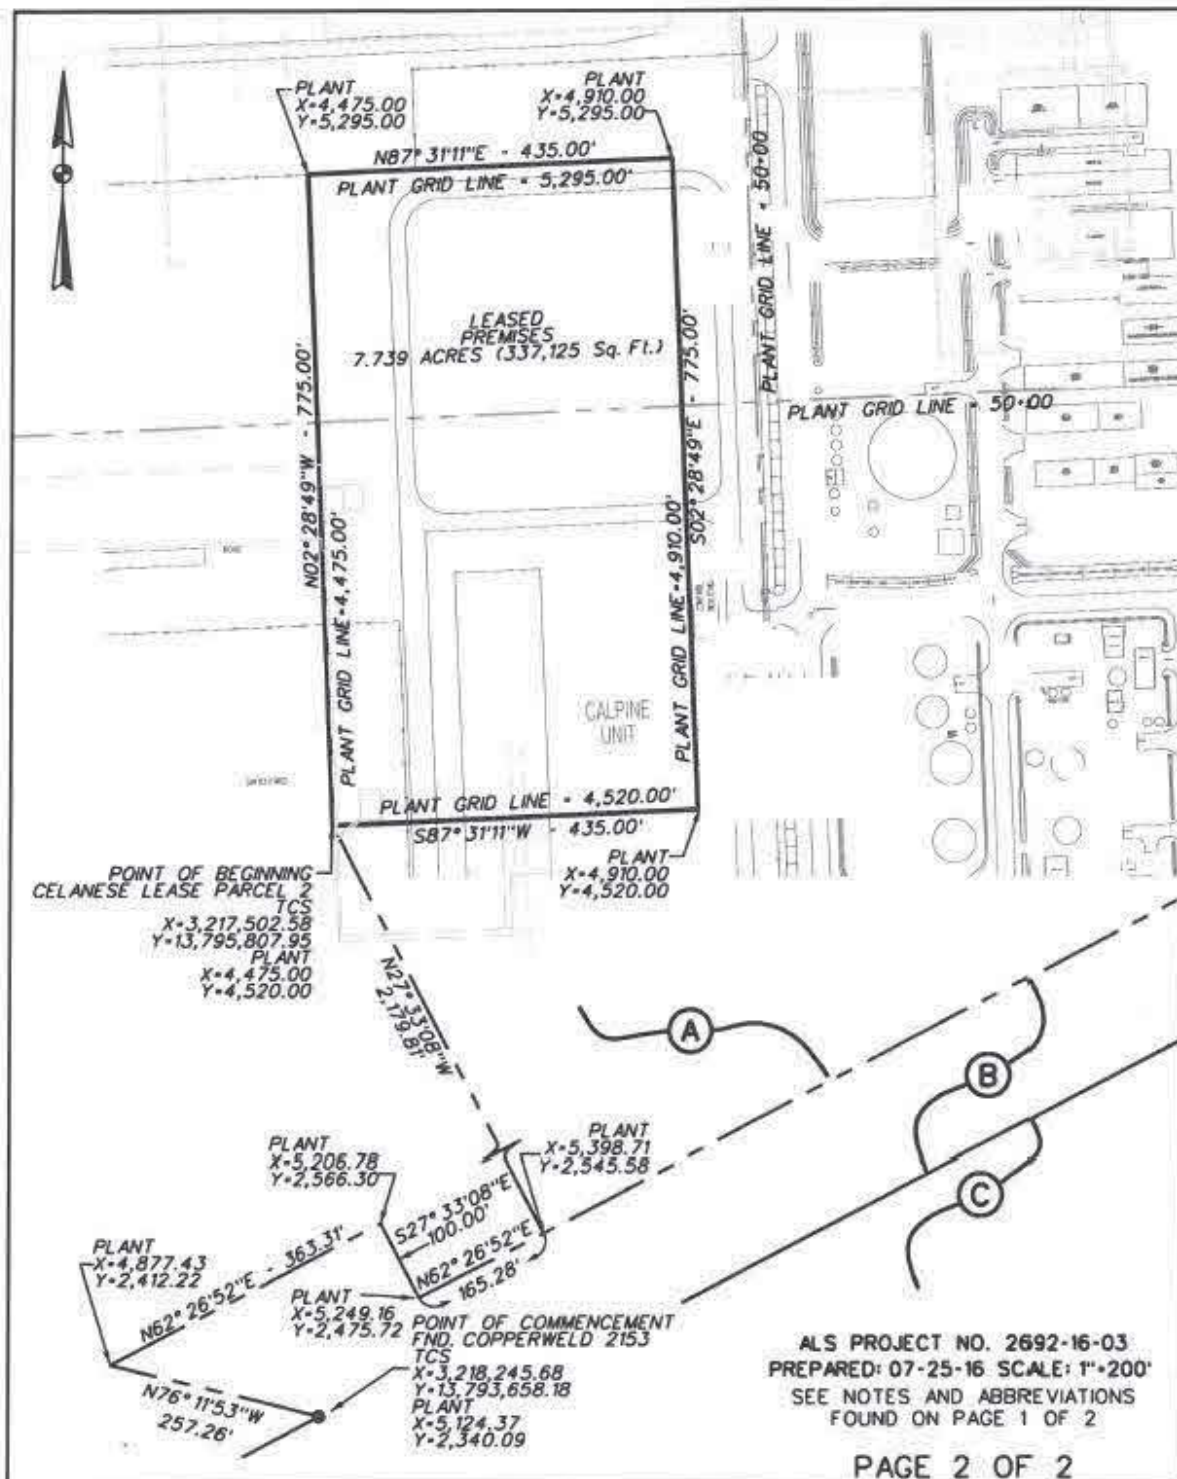 PLANT
X=4,475.00
Y=5,295.00
PLANT
X=4,910.00
Y=5,295.00
N87° 31'11"E - 435.00'
PLANT GRID LINE = 5,295.00'
PLANT GRID LINE = 50+00
LEASED
PREMISES
7.739 ACRES (337,125 Sq. Ft.)
N02° 28'49"W - 775.00'
S02° 28'49"E - 775.00'
PLANT GRID LINE = 50+00
PLANT GRID LINE=4,475.00'
PLANT GRID LINE=4,910.00'
CALPINE
UNIT
PLANT GRID LINE = 4,520.00'
S87° 31'11"W - 435.00'
PLANT
X=4,910.00
Y=4,520.00
POINT OF BEGINNING
CELANESE LEASE PARCEL 2
TCS
X=3,217,502.58
Y=13,795,807.95
PLANT
X=4,475.00
Y=4,520.00
N27° 33'08"W
2,179.81'
A
B
C
PLANT
X=5,206.78
Y=2,566.30
PLANT
X=5,398.71
Y=2,545.58
S27° 33'08"E
100.00'
N62° 26'52"E
165.28'
PLANT
X=4,877.43
Y=2,412.22
N62° 26'52"E - 363.31'
PLANT
X=5,249.16
Y=2,475.72
POINT OF COMMENCEMENT
FND. COPPERWELD 2153
TCS
X=3,218,245.68
Y=13,793,658.18
PLANT
X=5,124.37
Y=2,340.09
N76° 11'53"W
257.26'
ALS PROJECT NO. 2692-16-03
PREPARED: 07-25-16 SCALE: 1"=200'
SEE NOTES AND ABBREVIATIONS
FOUND ON PAGE 1 OF 2
PAGE 2 OF 2